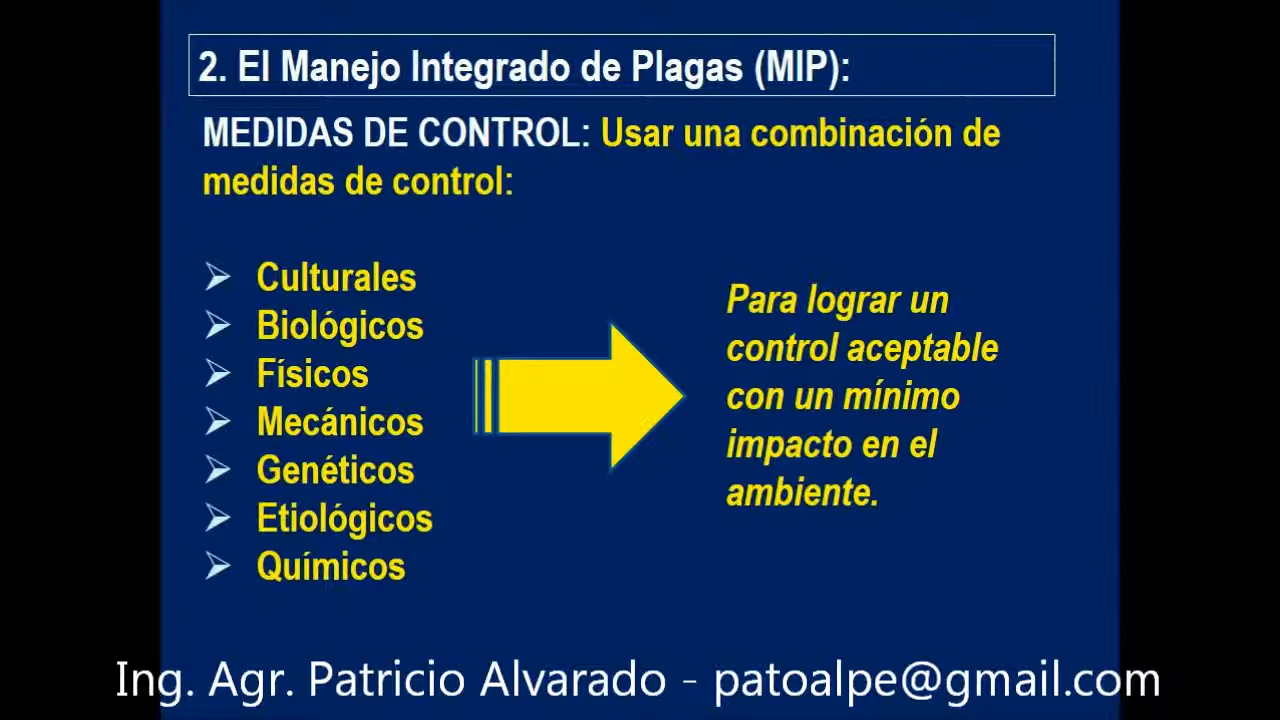 2. El Manejo Integrado de Plagas (MIP):
MEDIDAS DE CONTROL: Usar una combinación de
medidas de control:
Culturales
Biológicos
Físicos
Mecánicos
Genéticos
Etiológicos
Químicos
Para lograr un
control aceptable
con un mínimo
impacto en el
ambiente.
Ing. Agr. Patricio Alvarado - patoalpe@gmail.com